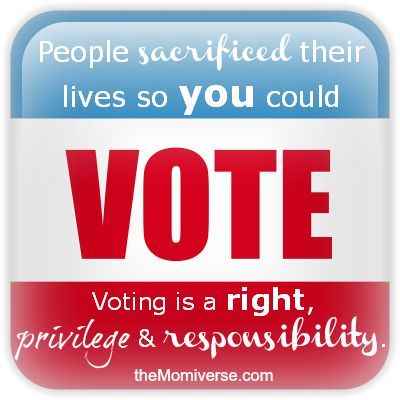 People sacrificed their
lives so you could
VOTE
Voting is a right,
privilege & responsibility.
theMomiverse.com